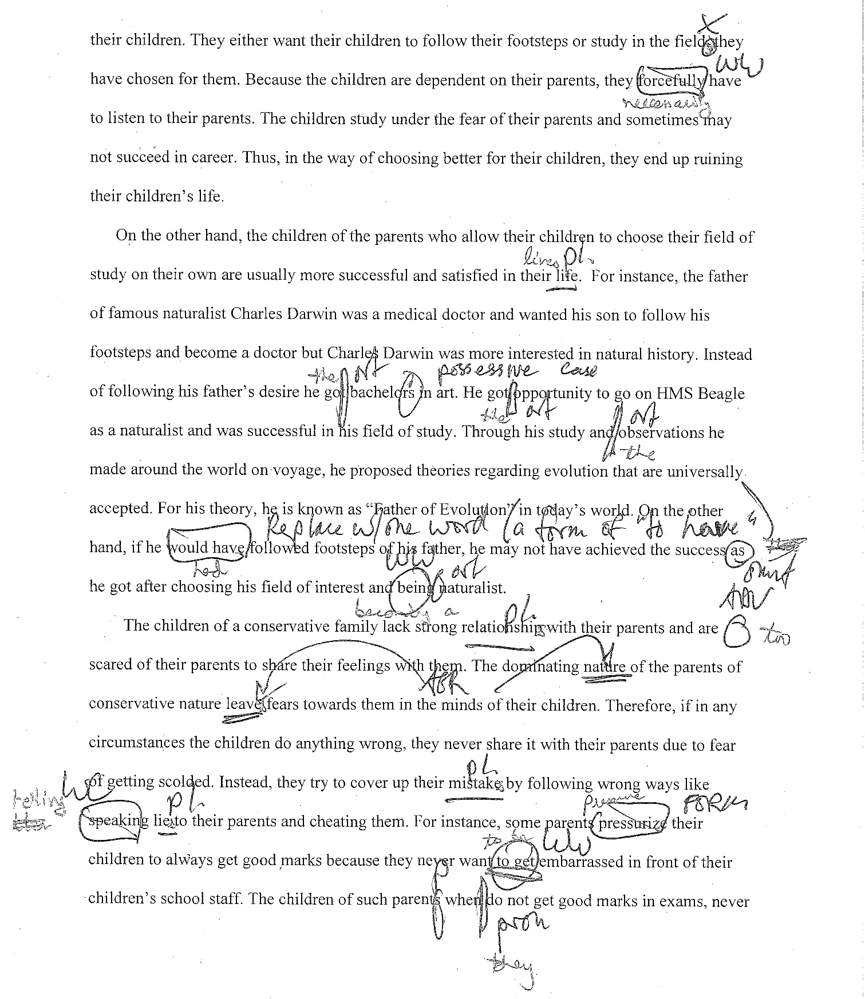 X
their children. They either want their children to follow their footsteps or study in the fields they
WW
have chosen for them. Because the children are dependent on their parents, they forcefully have
necessarily
to listen to their parents. The children study under the fear of their parents and sometimes may
not succeed in career. Thus, in the way of choosing better for their children, they end up ruining
their children's life.
On the other hand, the children of the parents who allow their children to choose their field of
lives pl
study on their own are usually more successful and satisfied in their life. For instance, the father
of famous naturalist Charles Darwin was a medical doctor and wanted his son to follow his
footsteps and become a doctor but Charles Darwin was more interested in natural history. Instead
the art possessive case
of following his father's desire he got bachelors in art. He got opportunity to go on HMS Beagle
the art art
as a naturalist and was successful in his field of study. Through his study and observations he
the
made around the world on voyage, he proposed theories regarding evolution that are universally
accepted. For his theory, he is known as “Father of Evolution” in today's world. On the other
Replace w/one word (a form of "to have"
hand, if he would have followed footsteps of his father, he may not have achieved the success as
had WW art omit
he got after choosing his field of interest and being naturalist.
becoming a
The children of a conservative family lack strong relationship with their parents and are
pl too
scared of their parents to share their feelings with them. The dominating nature of the parents of
AGR
conservative nature leaves fears towards them in the minds of their children. Therefore, if in any
circumstances the children do anything wrong, they never share it with their parents due to fear
pl
of getting scolded. Instead, they try to cover up their mistakes by following wrong ways like
telling pl pressure FORM
speaking lies to their parents and cheating them. For instance, some parents pressurize their
to be WW
children to always get good marks because they never want to get embarrassed in front of their
children's school staff. The children of such parents when do not get good marks in exams, never
pron
they